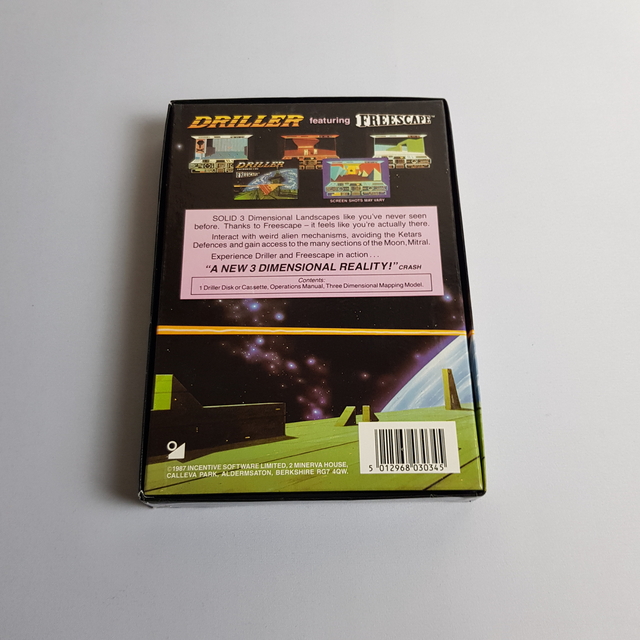 DRILLER featuring FREESCAPE™
DRILLER
SCREEN SHOTS MAY VARY
SOLID 3 Dimensional Landscapes like you've never seen
before. Thanks to Freescape – it feels like you're actually there.
Interact with weird alien mechanisms, avoiding the Ketars
Defences and gain access to the many sections of the Moon, Mitral.
Experience Driller and Freescape in action . . .
"A NEW 3 DIMENSIONAL REALITY!" CRASH
Contents:
1 Driller Disk or Cassette, Operations Manual, Three Dimensional Mapping Model.
©1987 INCENTIVE SOFTWARE LIMITED, 2 MINERVA HOUSE,
CALLEVA PARK, ALDERMSATON, BERKSHIRE RG7 4QW.
5 012968 030345